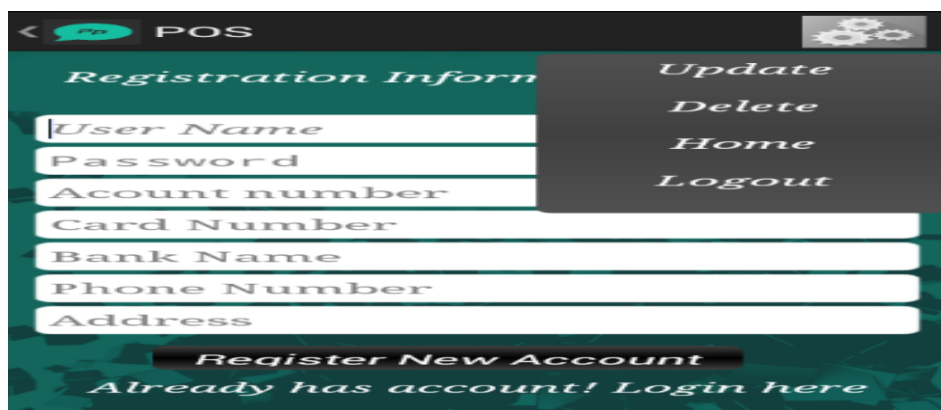 POS
Registration Inform
Update
Delete
Home
Logout
User Name
Password
Acount number
Card Number
Bank Name
Phone Number
Address
Register New Account
Already has account! Login here